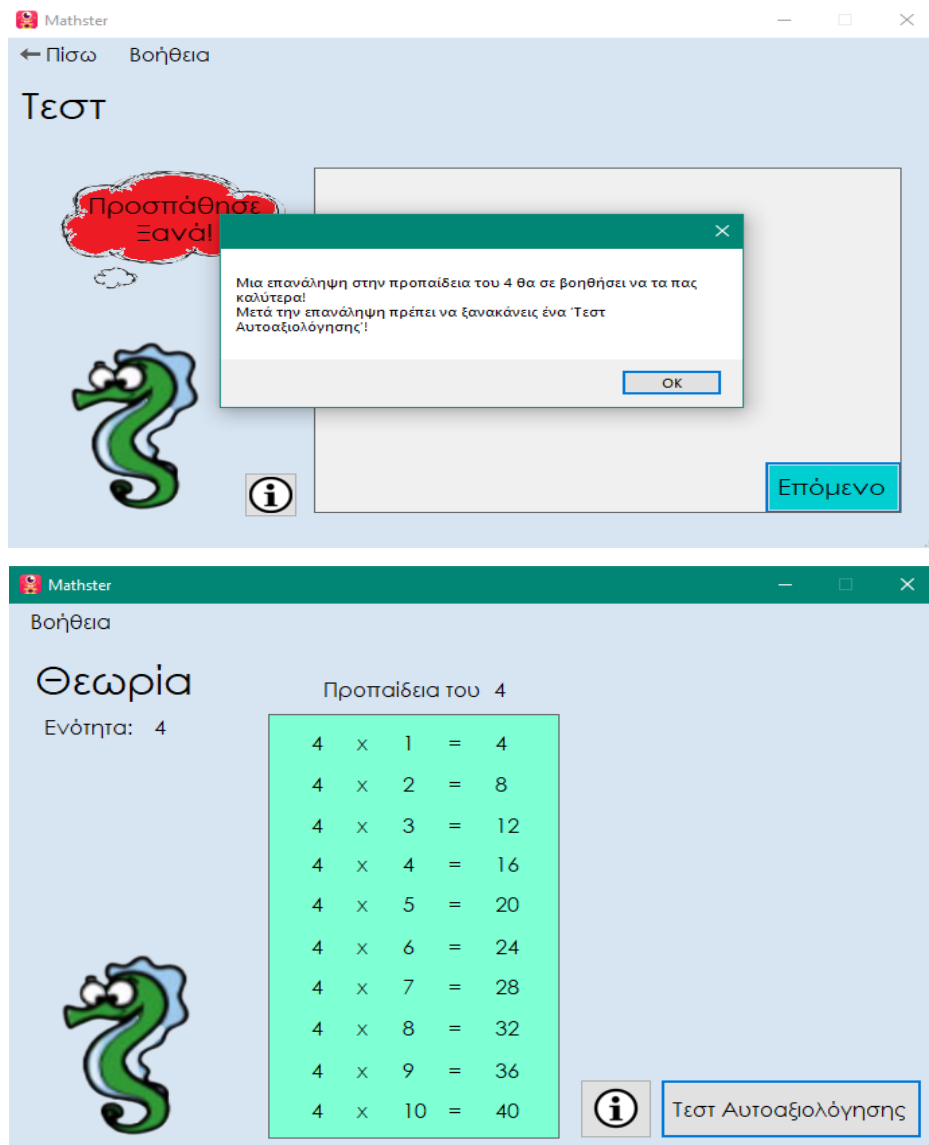 Mathster
Πίσω Βοήθεια
Τεστ
Προσπάθησε
Ξανά!
Μια επανάληψη στην προπαίδεια του 4 θα σε βοηθήσει να τα πας
καλύτερα!
Μετά την επανάληψη πρέπει να ξανακάνεις ένα 'Τεστ
Αυτοαξιολόγησης'!
OK
Επόμενο
Mathster
Βοήθεια
Θεωρία
Ενότητα: 4
Προπαίδεια του 4
4 x 1 = 4
4 x 2 = 8
4 x 3 = 12
4 x 4 = 16
4 x 5 = 20
4 x 6 = 24
4 x 7 = 28
4 x 8 = 32
4 x 9 = 36
4 x 10 = 40
Τεστ Αυτοαξιολόγησης